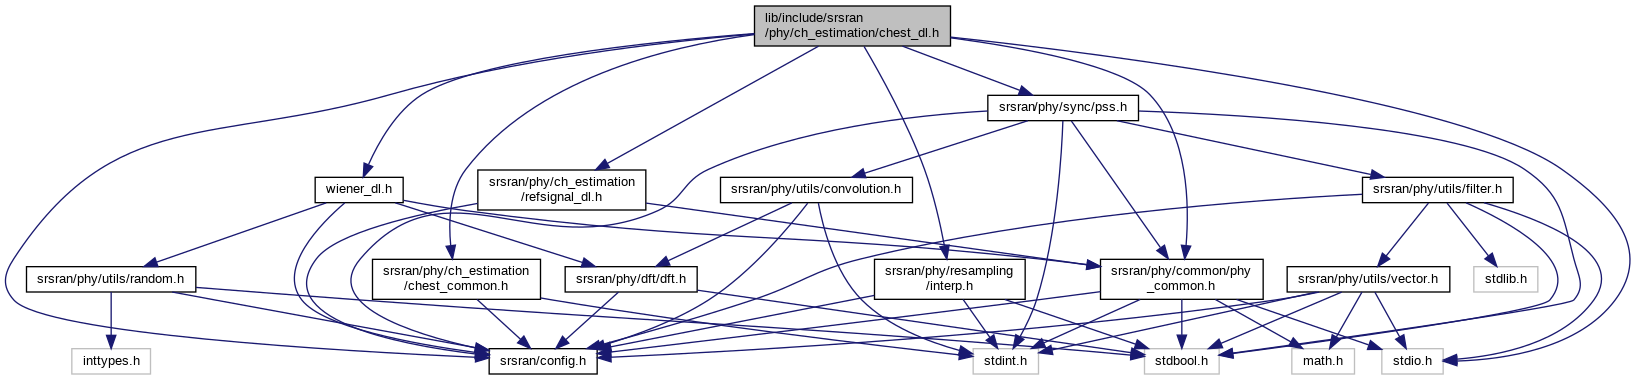 lib/include/srsran
/phy/ch_estimation/chest_dl.h
srsran/phy/sync/pss.h
wiener_dl.h
srsran/phy/ch_estimation
/refsignal_dl.h
srsran/phy/utils/convolution.h
srsran/phy/utils/filter.h
srsran/phy/utils/random.h
srsran/phy/ch_estimation
/chest_common.h
srsran/phy/dft/dft.h
srsran/phy/resampling
/interp.h
srsran/phy/common/phy
_common.h
srsran/phy/utils/vector.h
stdlib.h
inttypes.h
srsran/config.h
stdint.h
stdbool.h
math.h
stdio.h